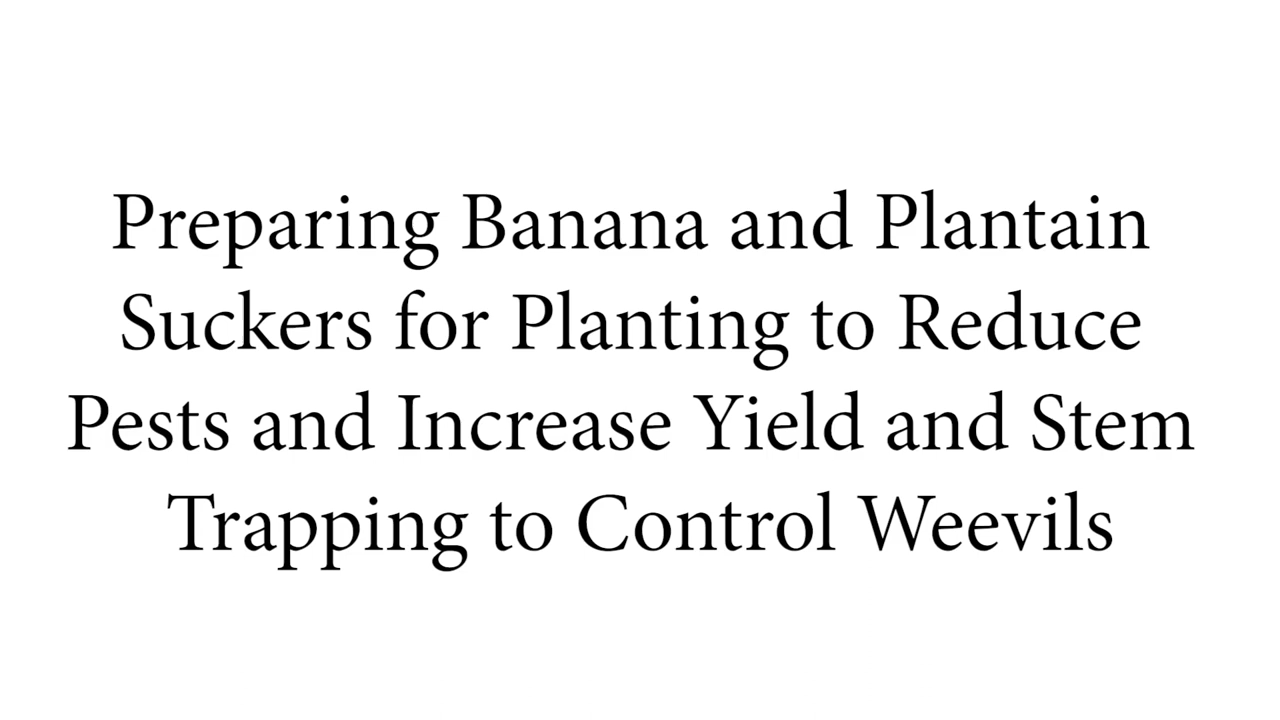 Preparing Banana and Plantain
Suckers for Planting to Reduce
Pests and Increase Yield and Stem
Trapping to Control Weevils